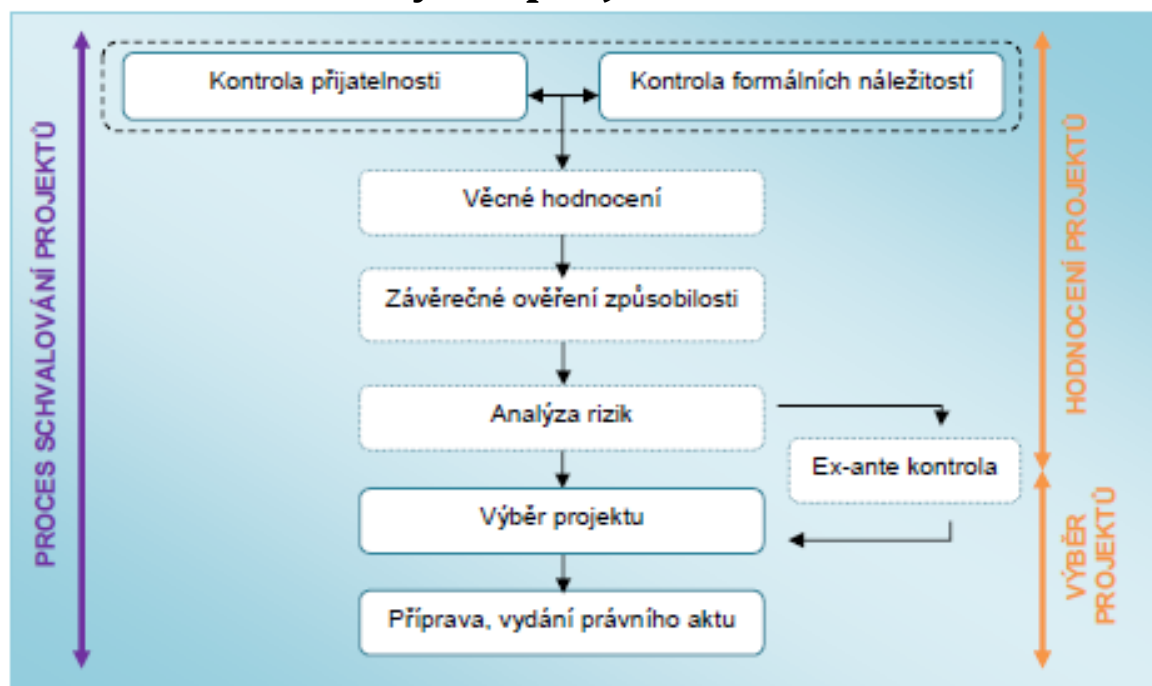 Kontrola přijatelnosti
Kontrola formálních náležitostí
Věcné hodnocení
Závěrečné ověření způsobilosti
Analýza rizik
Ex-ante kontrola
Výběr projektu
Příprava, vydání právního aktu
PROCES SCHVALOVÁNÍ PROJEKTŮ
HODNOCENÍ PROJEKTŮ
VÝBĚR
PROJEKTŮ